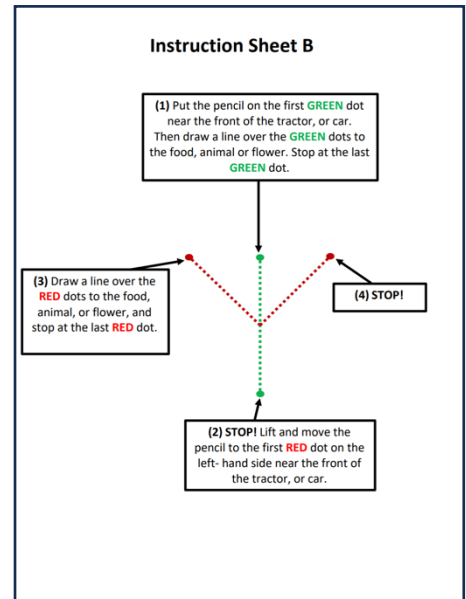 Instruction Sheet B
(1) Put the pencil on the first GREEN dot
near the front of the tractor, or car.
Then draw a line over the GREEN dots to
the food, animal or flower. Stop at the last
GREEN dot.
(3) Draw a line over the
RED dots to the food,
animal, or flower, and
stop at the last RED dot.
(4) STOP!
(2) STOP! Lift and move the
pencil to the first RED dot on the
left- hand side near the front of
the tractor, or car.